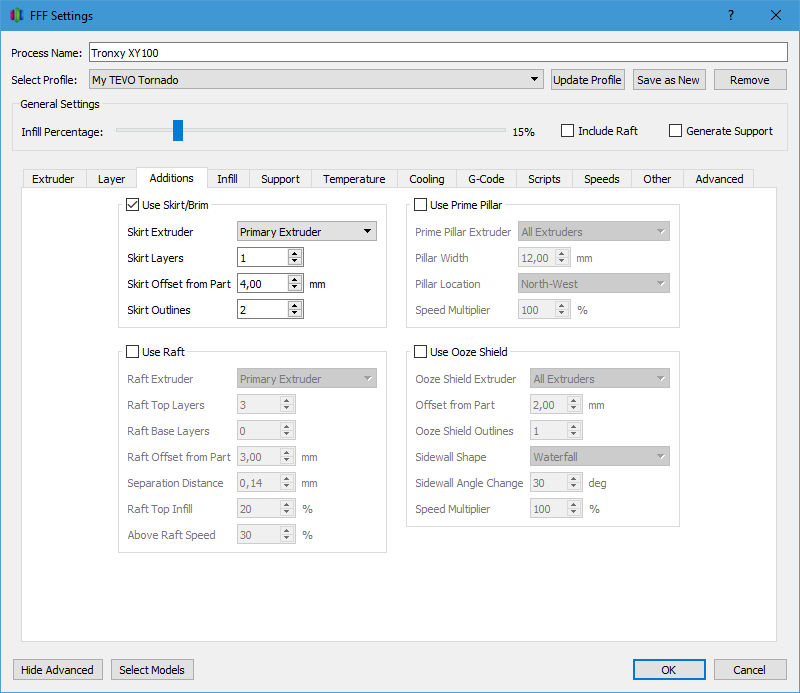 FFF Settings
?
Process Name: Tronxy XY100
Select Profile: My TEVO Tornado Update Profile Save as New Remove
General Settings
Infill Percentage: 15% Include Raft Generate Support
Extruder Layer Additions Infill Support Temperature Cooling G-Code Scripts Speeds Other Advanced
Use Skirt/Brim
Skirt Extruder Primary Extruder
Skirt Layers 1
Skirt Offset from Part 4,00 mm
Skirt Outlines 2
Use Prime Pillar
Prime Pillar Extruder All Extruders
Pillar Width 12,00 mm
Pillar Location North-West
Speed Multiplier 100 %
Use Raft
Raft Extruder Primary Extruder
Raft Top Layers 3
Raft Base Layers 0
Raft Offset from Part 3,00 mm
Separation Distance 0,14 mm
Raft Top Infill 20 %
Above Raft Speed 30 %
Use Ooze Shield
Ooze Shield Extruder All Extruders
Offset from Part 2,00 mm
Ooze Shield Outlines 1
Sidewall Shape Waterfall
Sidewall Angle Change 30 deg
Speed Multiplier 100 %
Hide Advanced Select Models OK Cancel